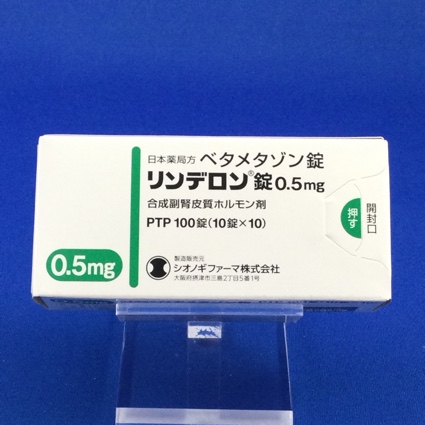 日本薬局方 ベタメタゾン錠
リンデロン®錠0.5mg
合成副腎皮質ホルモン剤
PTP 100錠(10錠×10)
製造販売元
シオノギファーマ株式会社
大阪府摂津市三島2丁目5番1号
0.5mg
開封口
押す